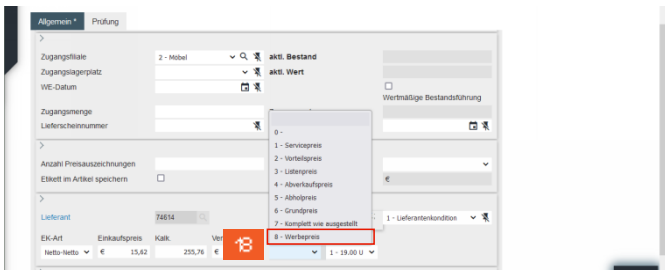 Allgemein * Prüfung
Zugangsfiliale 2 - Möbel aktl. Bestand
Zugangslagerplatz aktl. Wert
WE-Datum
Wertmäßige Bestandsführung
Zugangsmenge
Lieferscheinnummer
0 -
1 - Servicepreis
2 - Vorteilspreis
3 - Listenpreis
4 - Abverkaufspreis
5 - Abholpreis
6 - Grundpreis
7 - Komplett wie ausgestellt
8 - Werbepreis
Anzahl Preisauszeichnungen
Etikett im Artikel speichern €
Lieferant 74614 1 - Lieferantenkondition
EK-Art Einkaufspreis Kalk.
Netto-Netto € 15,62 255,76 € 18 1 - 19.00 U